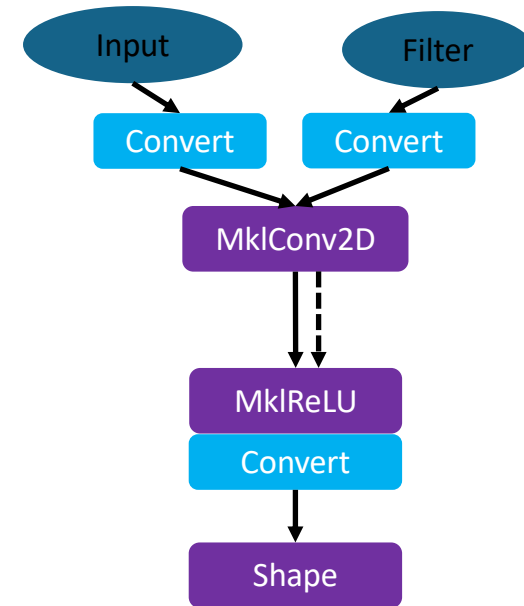 Input
Filter
Convert
Convert
MklConv2D
MklReLU
Convert
Shape